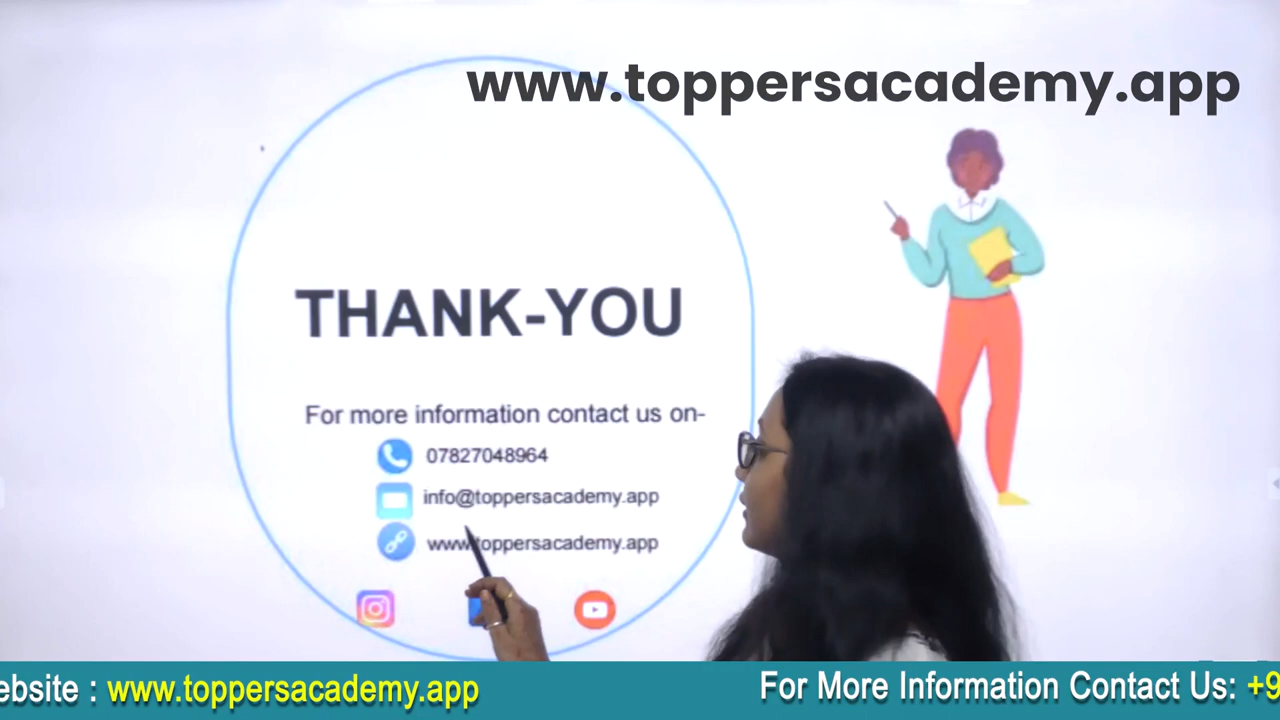 www.toppersacademy.app
THANK-YOU
For more information contact us on-
07827048964
info@toppersacademy.app
www.toppersacademy.app
ebsite : www.toppersacademy.app
For More Information Contact Us: +9